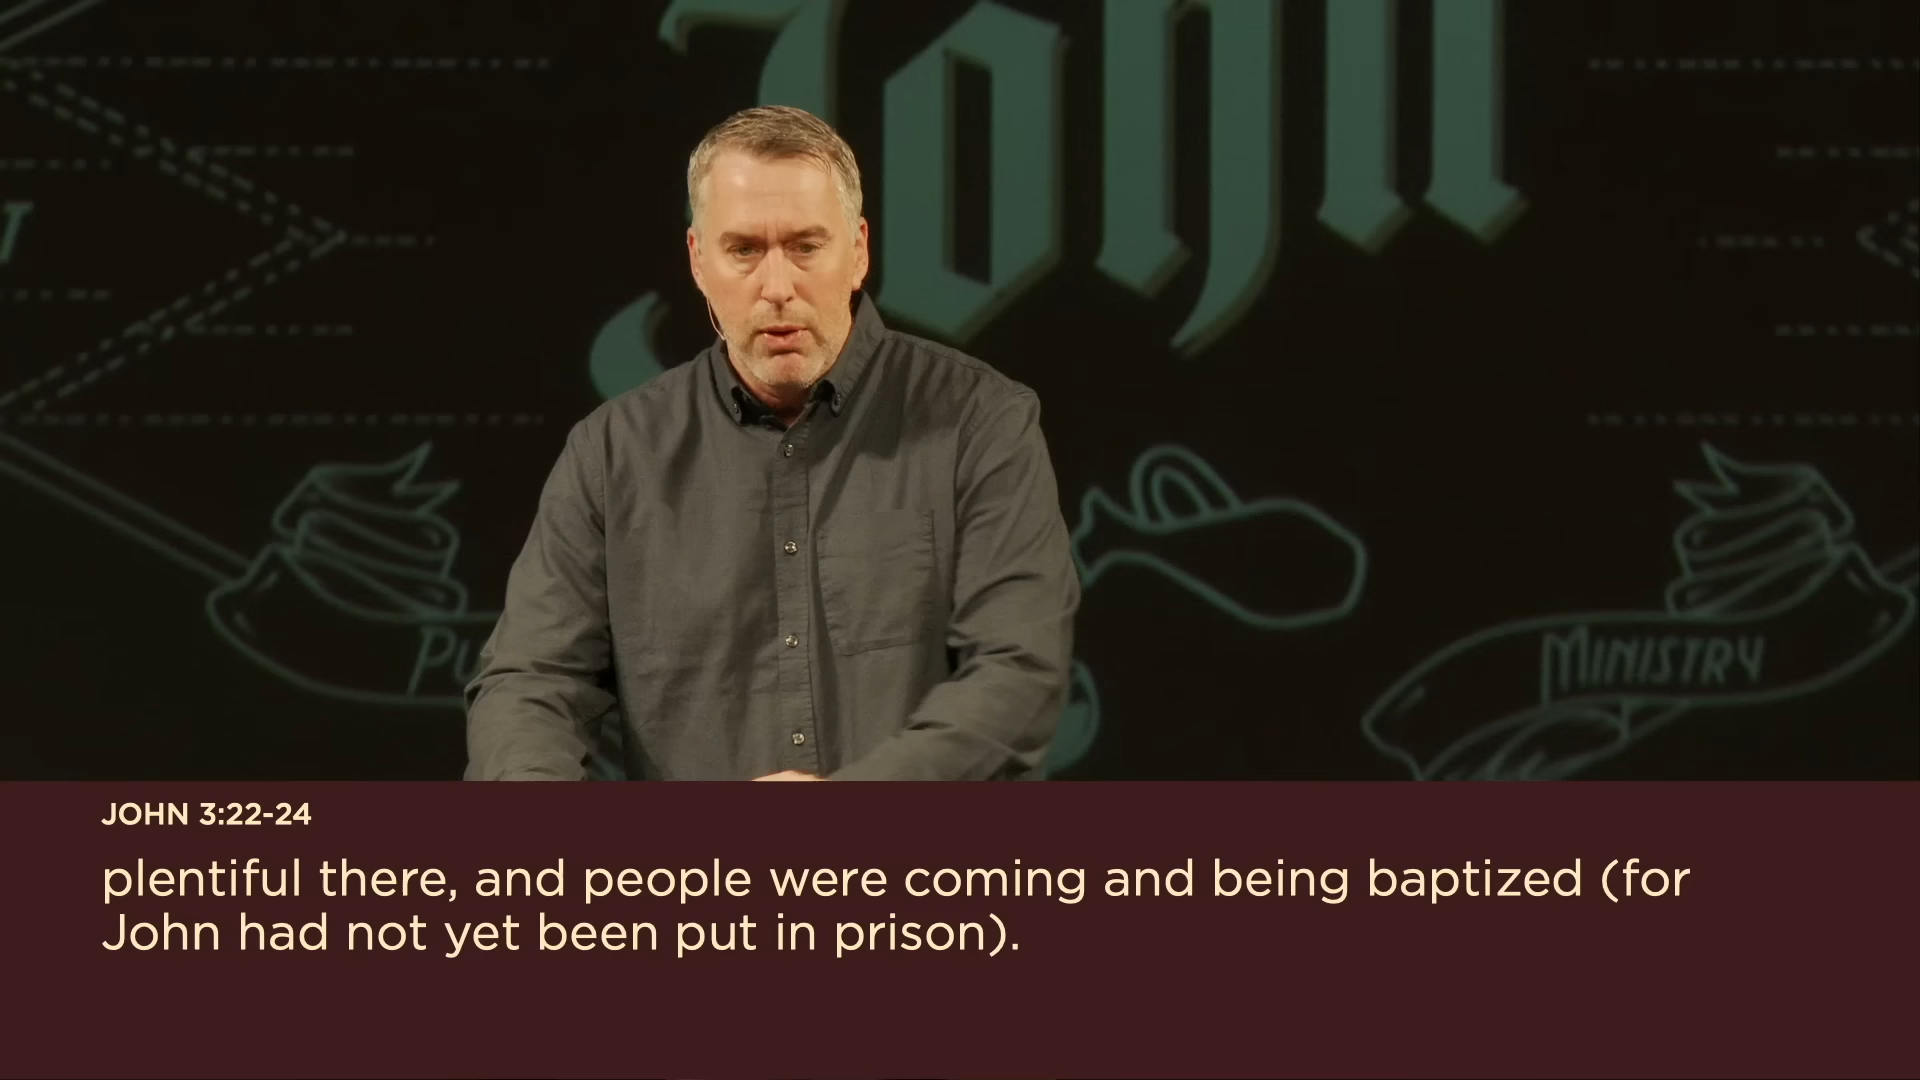 John
T
PU
MINISTRY
JOHN 3:22-24
plentiful there, and people were coming and being baptized (for
John had not yet been put in prison).